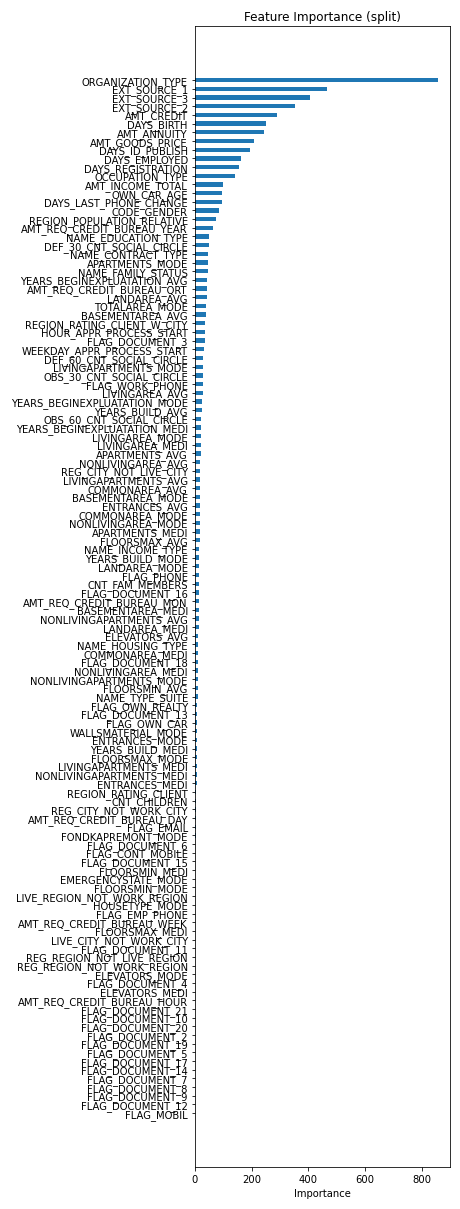 Feature Importance (split)
ORGANIZATION_TYPE
EXT_SOURCE_1
EXT_SOURCE_3
EXT_SOURCE_2
AMT_CREDIT
DAYS_BIRTH
AMT_ANNUITY
AMT_GOODS_PRICE
DAYS_ID_PUBLISH
DAYS_EMPLOYED
DAYS_REGISTRATION
OCCUPATION_TYPE
AMT_INCOME_TOTAL
OWN_CAR_AGE
DAYS_LAST_PHONE_CHANGE
CODE_GENDER
REGION_POPULATION_RELATIVE
AMT_REQ_CREDIT_BUREAU_YEAR
NAME_EDUCATION_TYPE
DEF_30_CNT_SOCIAL_CIRCLE
NAME_CONTRACT_TYPE
APARTMENTS_MODE
NAME_FAMILY_STATUS
YEARS_BEGINEXPLUATATION_AVG
AMT_REQ_CREDIT_BUREAU_QRT
LANDAREA_AVG
TOTALAREA_MODE
BASEMENTAREA_AVG
REGION_RATING_CLIENT_W_CITY
HOUR_APPR_PROCESS_START
FLAG_DOCUMENT_3
WEEKDAY_APPR_PROCESS_START
DEF_60_CNT_SOCIAL_CIRCLE
LIVINGAPARTMENTS_MODE
OBS_30_CNT_SOCIAL_CIRCLE
FLAG_WORK_PHONE
LIVINGAREA_AVG
YEARS_BEGINEXPLUATATION_MODE
YEARS_BUILD_AVG
OBS_60_CNT_SOCIAL_CIRCLE
YEARS_BEGINEXPLUATATION_MEDI
LIVINGAREA_MODE
LIVINGAREA_MEDI
APARTMENTS_AVG
NONLIVINGAREA_AVG
REG_CITY_NOT_LIVE_CITY
LIVINGAPARTMENTS_AVG
COMMONAREA_AVG
BASEMENTAREA_MODE
ENTRANCES_AVG
COMMONAREA_MODE
NONLIVINGAREA_MODE
APARTMENTS_MEDI
FLOORSMAX_AVG
NAME_INCOME_TYPE
YEARS_BUILD_MODE
LANDAREA_MODE
FLAG_PHONE
CNT_FAM_MEMBERS
FLAG_DOCUMENT_16
AMT_REQ_CREDIT_BUREAU_MON
BASEMENTAREA_MEDI
NONLIVINGAPARTMENTS_AVG
LANDAREA_MEDI
ELEVATORS_AVG
NAME_HOUSING_TYPE
COMMONAREA_MEDI
FLAG_DOCUMENT_18
NONLIVINGAREA_MEDI
NONLIVINGAPARTMENTS_MODE
FLOORSMIN_AVG
NAME_TYPE_SUITE
FLAG_OWN_REALTY
FLAG_DOCUMENT_13
FLAG_OWN_CAR
WALLSMATERIAL_MODE
ENTRANCES_MODE
YEARS_BUILD_MEDI
FLOORSMAX_MODE
LIVINGAPARTMENTS_MEDI
NONLIVINGAPARTMENTS_MEDI
ENTRANCES_MEDI
REGION_RATING_CLIENT
CNT_CHILDREN
REG_CITY_NOT_WORK_CITY
AMT_REQ_CREDIT_BUREAU_DAY
FLAG_EMAIL
FONDKAPREMONT_MODE
FLAG_DOCUMENT_6
FLAG_CONT_MOBILE
FLAG_DOCUMENT_15
FLOORSMIN_MEDI
EMERGENCYSTATE_MODE
FLOORSMIN_MODE
LIVE_REGION_NOT_WORK_REGION
HOUSETYPE_MODE
FLAG_EMP_PHONE
AMT_REQ_CREDIT_BUREAU_WEEK
FLOORSMAX_MEDI
LIVE_CITY_NOT_WORK_CITY
FLAG_DOCUMENT_11
REG_REGION_NOT_LIVE_REGION
REG_REGION_NOT_WORK_REGION
ELEVATORS_MODE
FLAG_DOCUMENT_4
ELEVATORS_MEDI
AMT_REQ_CREDIT_BUREAU_HOUR
FLAG_DOCUMENT_21
FLAG_DOCUMENT_10
FLAG_DOCUMENT_20
FLAG_DOCUMENT_2
FLAG_DOCUMENT_19
FLAG_DOCUMENT_5
FLAG_DOCUMENT_17
FLAG_DOCUMENT_14
FLAG_DOCUMENT_7
FLAG_DOCUMENT_8
FLAG_DOCUMENT_9
FLAG_DOCUMENT_12
FLAG_MOBIL
0 200 400 600 800
Importance